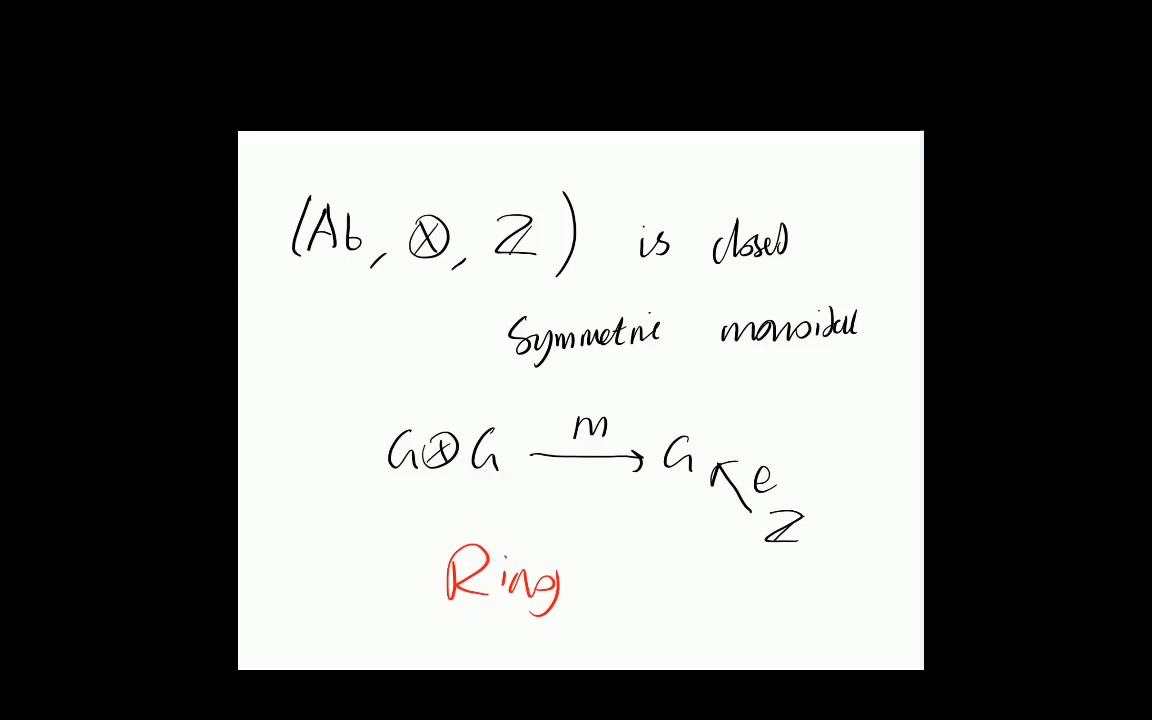 (Ab, ⊗, ℤ) is closed
symmetric monoidal
G⊗G —m→ G ↖ e
ℤ
Ring